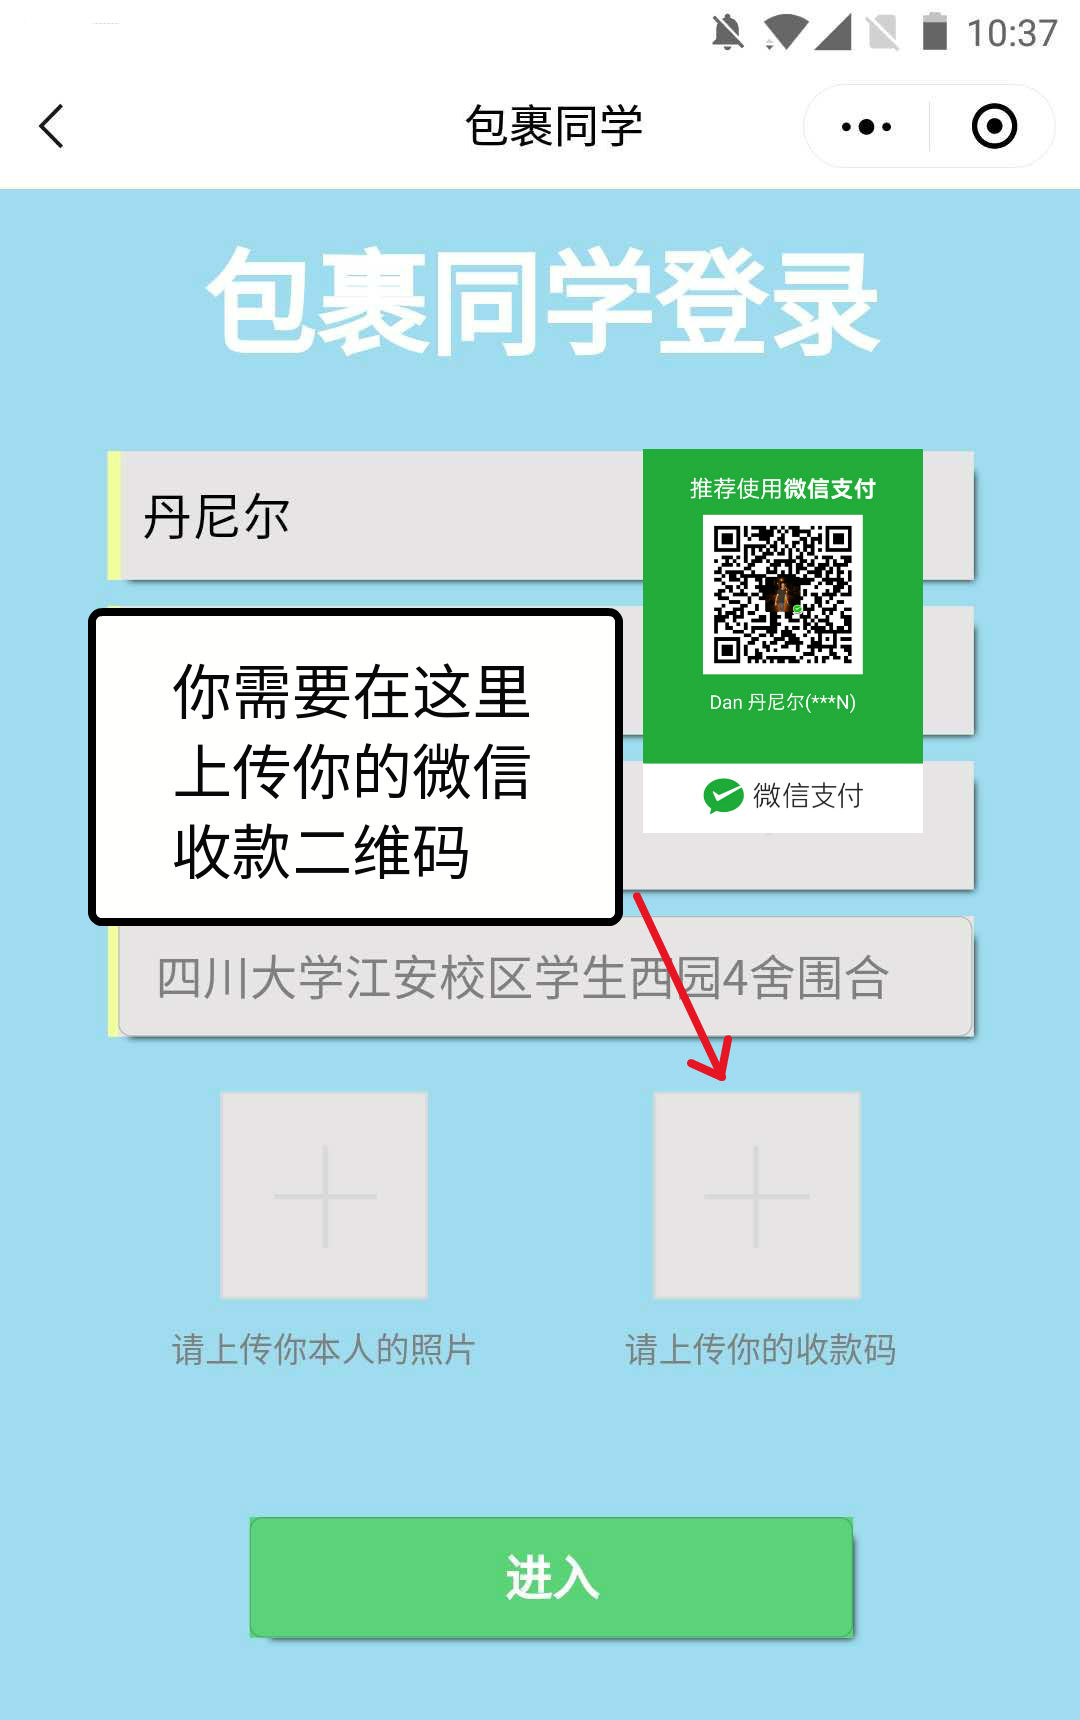 10:37
包裹同学
包裹同学登录
丹尼尔
推荐使用微信支付
Dan 丹尼尔(***N)
微信支付
你需要在这里
上传你的微信
收款二维码
四川大学江安校区学生西园4舍围合
请上传你本人的照片
请上传你的收款码
进入